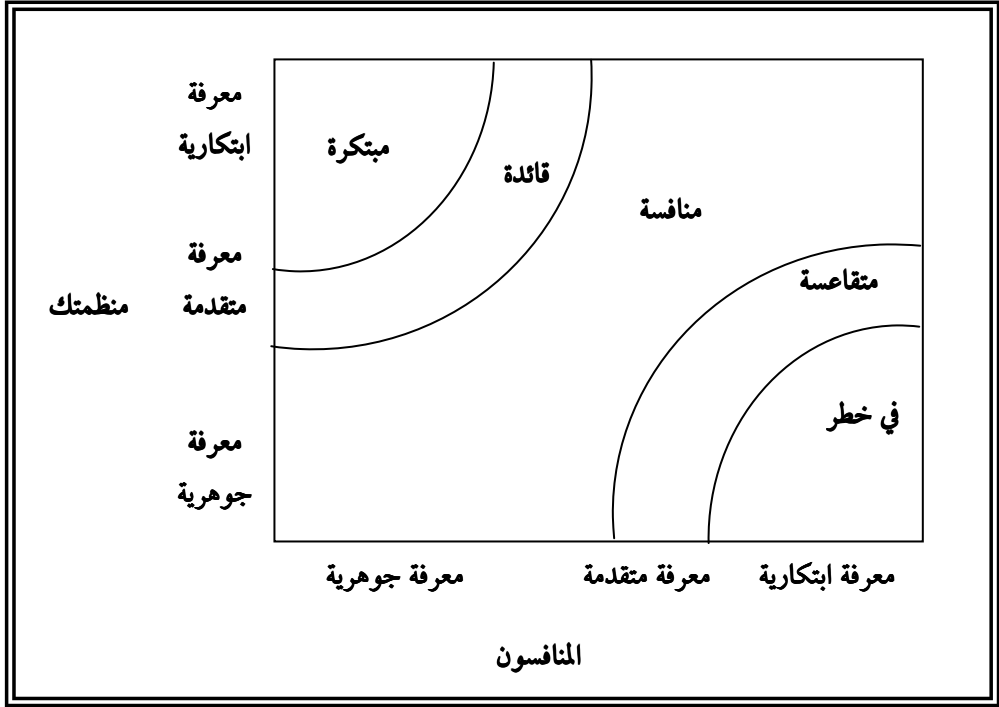 معرفة
ابتكارية
مبتكرة
قائدة
منافسة
معرفة
متقدمة
منظمتك
متقاعسة
في خطر
معرفة
جوهرية
معرفة جوهرية
معرفة متقدمة
معرفة ابتكارية
المنافسون